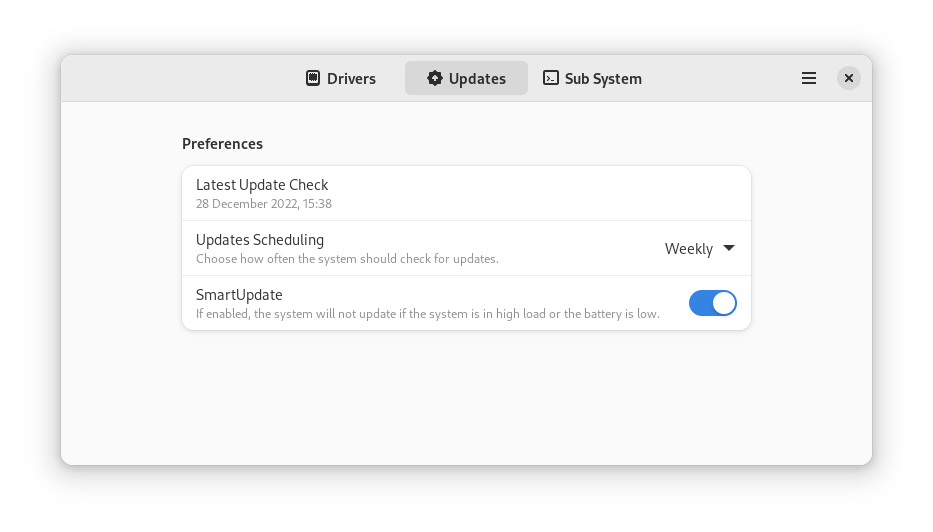 Drivers
Updates
Sub System
Preferences
Latest Update Check
28 December 2022, 15:38
Updates Scheduling
Choose how often the system should check for updates.
Weekly
SmartUpdate
If enabled, the system will not update if the system is in high load or the battery is low.